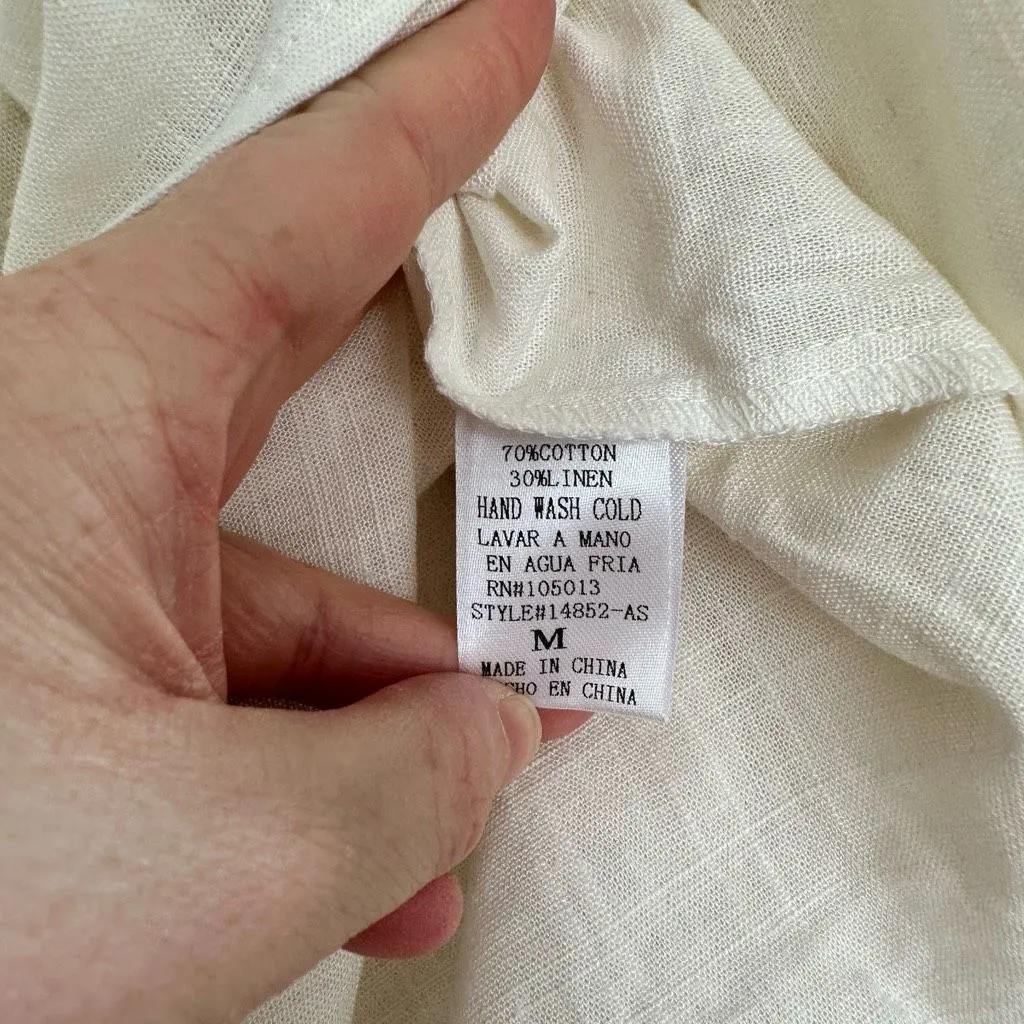 70%COTTON
30%LINEN
HAND WASH COLD
LAVAR A MANO
EN AGUA FRIA
RN#105013
STYLE#14852-AS
M
MADE IN CHINA
EN CHINA